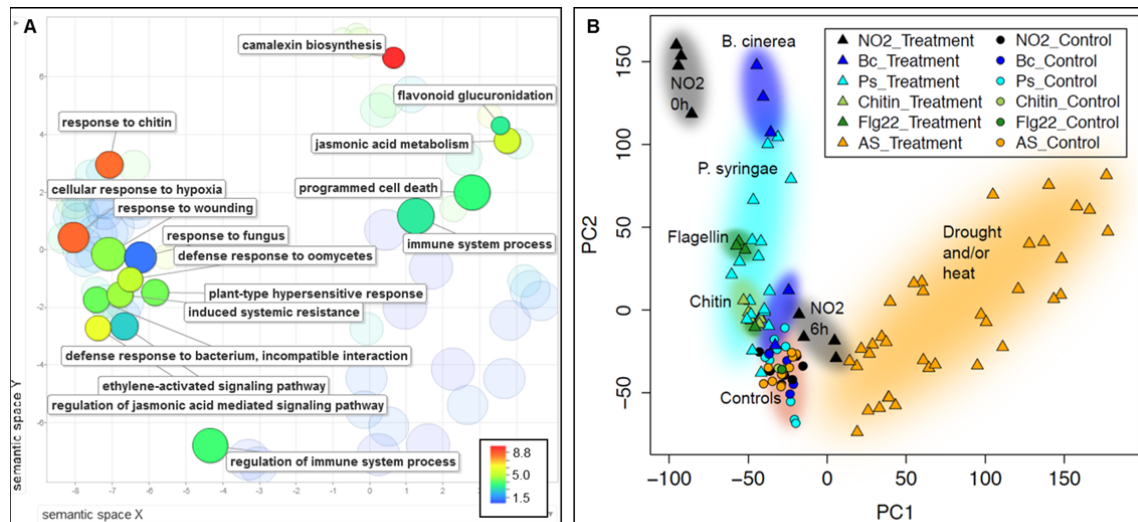 A
camalexin biosynthesis
flavonoid glucuronidation
response to chitin
jasmonic acid metabolism
cellular response to hypoxia
programmed cell death
response to wounding
response to fungus
immune system process
defense response to oomycetes
plant-type hypersensitive response
induced systemic resistance
defense response to bacterium, incompatible interaction
ethylene-activated signaling pathway
regulation of jasmonic acid mediated signaling pathway
regulation of immune system process
8.8
5.0
1.5
6
4
2
0
-2
-4
-6
-8 -7 -6 -5 -4 -3 -2 -1 0 1 2 3
semantic space Y
semantic space X
B
B. cinerea
NO2
0h
P. syringae
Flagellin
Chitin
NO2
6h
Controls
Drought
and/or
heat
NO2_Treatment NO2_Control
Bc_Treatment Bc_Control
Ps_Treatment Ps_Control
Chitin_Treatment Chitin_Control
Flg22_Treatment Flg22_Control
AS_Treatment AS_Control
150
100
50
0
−50
PC2
−100 −50 0 50 100 150
PC1